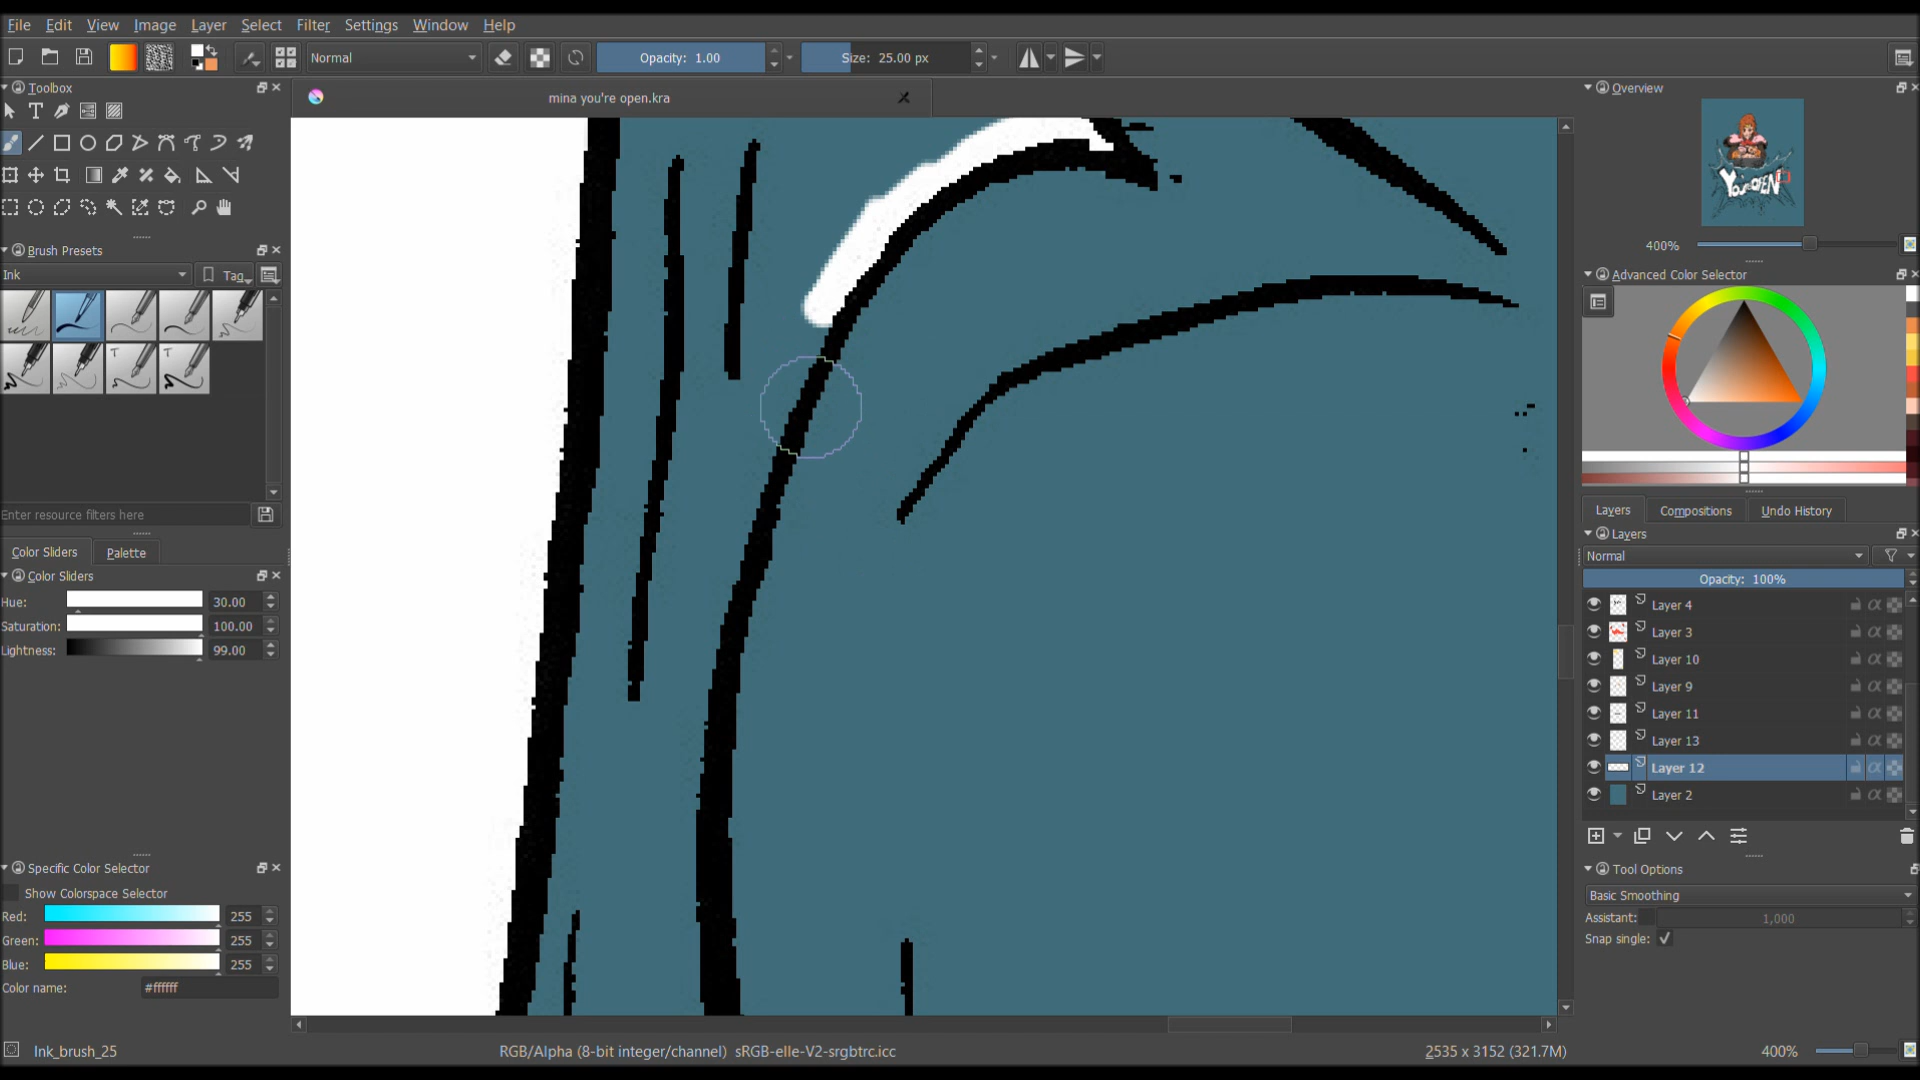 File Edit View Image Layer Select Filter Settings Window Help
Normal Opacity: 1.00 Size: 25.00 px
Toolbox
mina you're open.kra
Overview
YOU'RE OPEN
400%
Brush Presets
Ink Tag
T T
Enter resource filters here
Color Sliders Palette
Color Sliders
Hue: 30.00
Saturation: 100.00
Lightness: 99.00
Specific Color Selector
Show Colorspace Selector
Red: 255
Green: 255
Blue: 255
Color name: #ffffff
Advanced Color Selector
Layers Compositions Undo History
Layers
Normal
Opacity: 100%
Layer 4
Layer 3
Layer 10
Layer 9
Layer 11
Layer 13
Layer 12
Layer 2
Tool Options
Basic Smoothing
Assistant: 1,000
Snap single:
Ink_brush_25 RGB/Alpha (8-bit integer/channel) sRGB-elle-V2-srgbtrc.icc 2535 x 3152 (321.7M) 400%